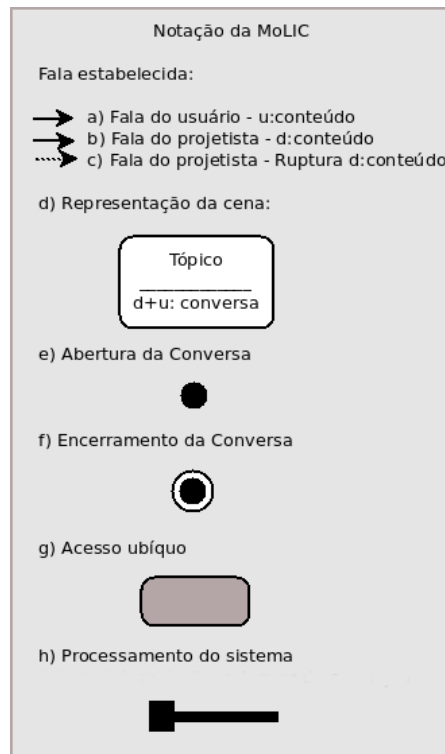 Notação da MoLIC
Fala estabelecida:
a) Fala do usuário - u:conteúdo
b) Fala do projetista - d:conteúdo
c) Fala do projetista - Ruptura d:conteúdo
d) Representação da cena:
Tópico
d+u: conversa
e) Abertura da Conversa
f) Encerramento da Conversa
g) Acesso ubíquo
h) Processamento do sistema